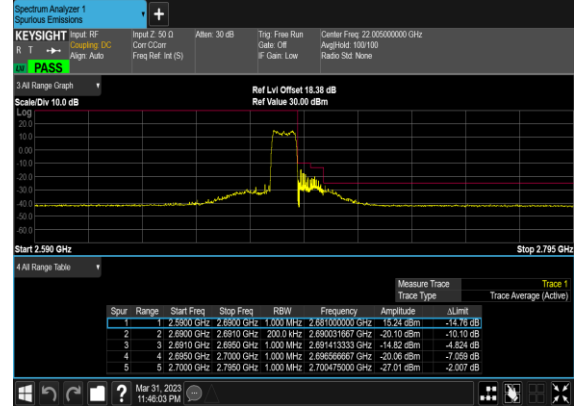 Spectrum Analyzer 1
Spurious Emissions
+
KEYSIGHT Input: RF Input Z: 50 Ω Atten: 30 dB Trig: Free Run Center Freq: 22.005000000 GHz
R T Coupling: DC Corr CCorr Gate: Off Avg|Hold: 100/100
Align: Auto Freq Ref: Int (S) IF Gain: Low Radio Std: None
PASS
3 All Range Graph
Ref Lvl Offset 18.38 dB
Scale/Div 10.0 dB Ref Value 30.00 dBm
Log
20.0
10.0
0.00
-10.0
-20.0
-30.0
-40.0
-50.0
-60.0
Start 2.590 GHz Stop 2.795 GHz
4 All Range Table
Measure Trace Trace 1
Trace Type Trace Average (Active)
Spur Range Start Freq Stop Freq RBW Frequency Amplitude ΔLimit
1 1 2.5900 GHz 2.6900 GHz 1.000 MHz 2.681000000 GHz 15.24 dBm -14.76 dB
2 2 2.6900 GHz 2.6910 GHz 200.0 kHz 2.690031667 GHz -20.10 dBm -10.10 dB
3 3 2.6910 GHz 2.6950 GHz 1.000 MHz 2.691413333 GHz -14.82 dBm -4.824 dB
4 4 2.6950 GHz 2.7000 GHz 1.000 MHz 2.696566667 GHz -20.06 dBm -7.059 dB
5 5 2.7000 GHz 2.7950 GHz 1.000 MHz 2.700475000 GHz -27.01 dBm -2.007 dB
?
Mar 31, 2023
11:46:03 PM